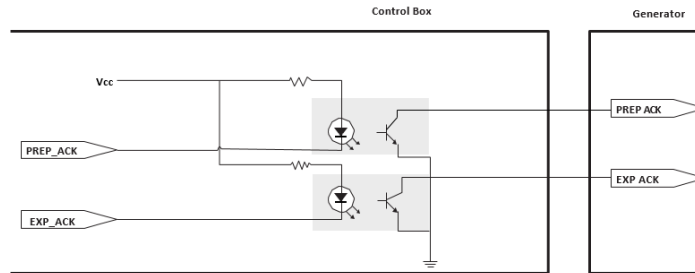 Control Box
Generator
Vcc
PREP ACK
PREP_ACK
EXP ACK
EXP_ACK